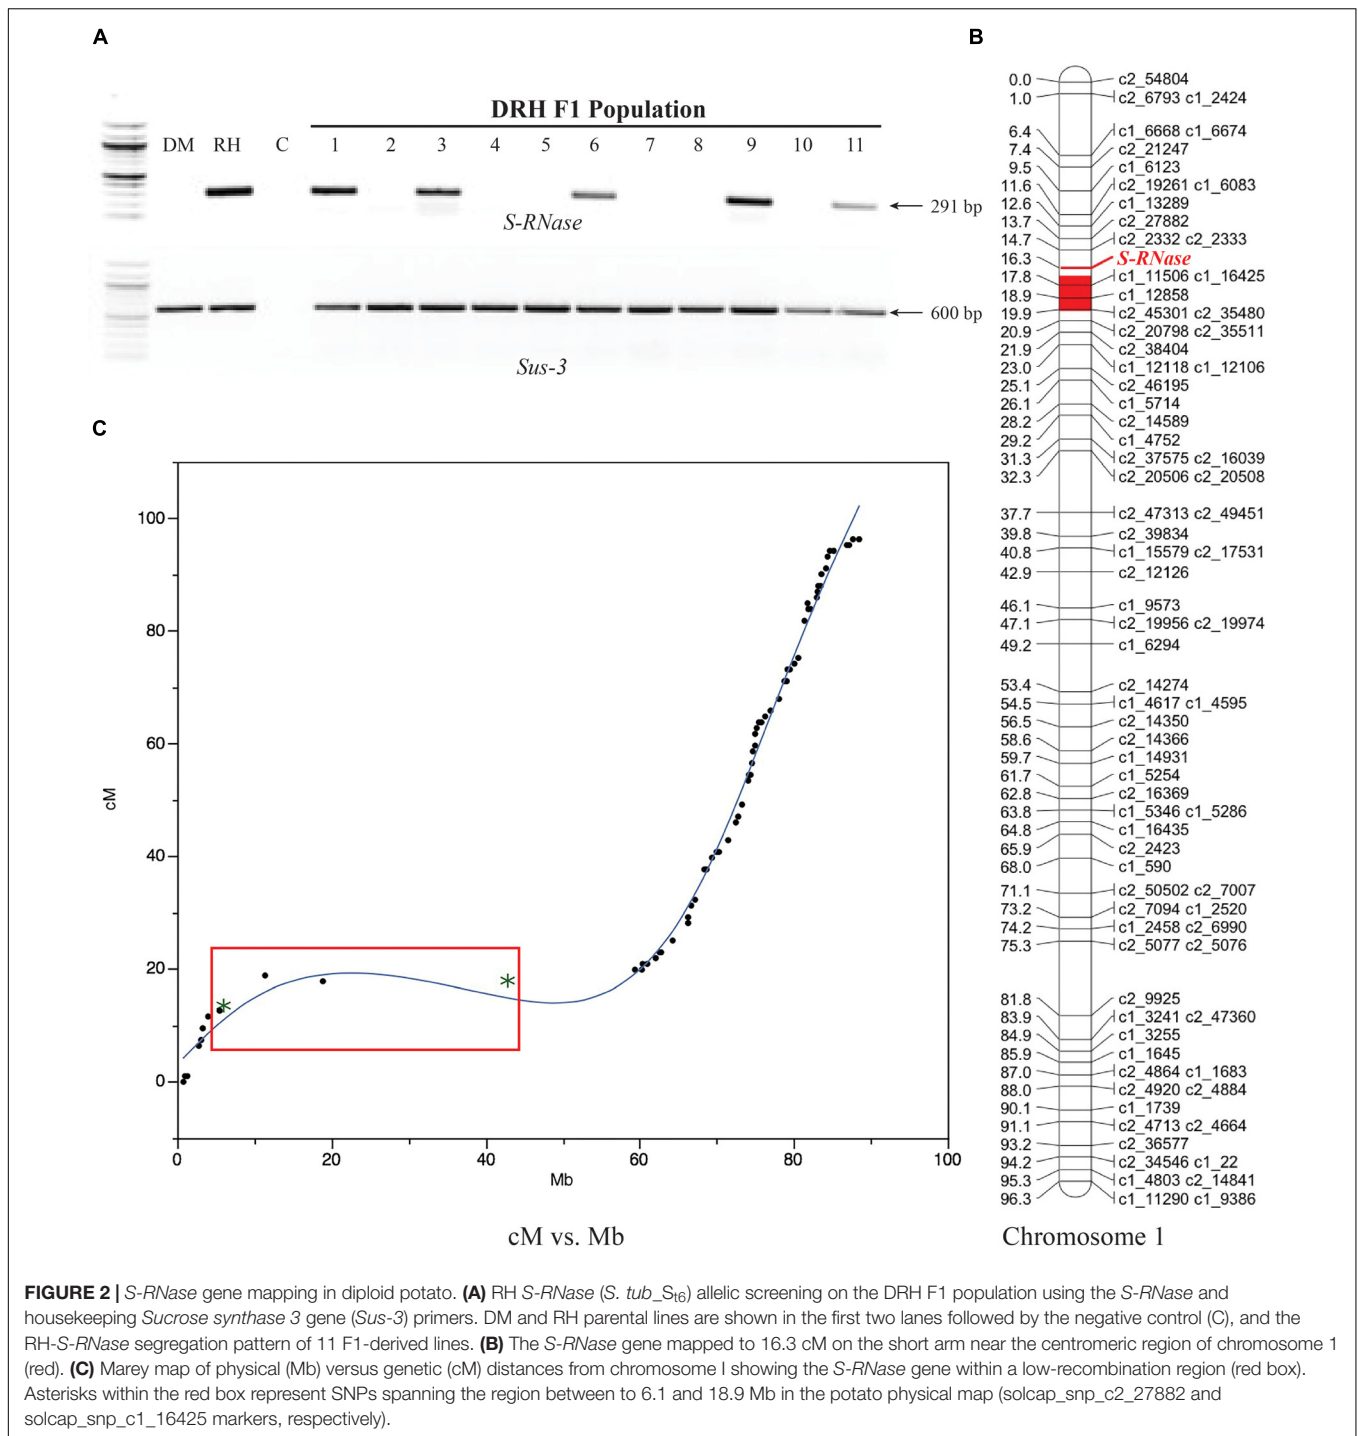 A
B
DRH F1 Population
DM RH C 1 2 3 4 5 6 7 8 9 10 11
291 bp
S-RNase
600 bp
Sus-3
0.0 c2_54804
1.0 c2_6793 c1_2424
6.4 c1_6668 c1_6674
7.4 c2_21247
9.5 c1_6123
11.6 c2_19261 c1_6083
12.6 c1_13289
13.7 c2_27882
14.7 c2_2332 c2_2333
16.3 S-RNase
17.8 c1_11506 c1_16425
18.9 c1_12858
19.9 c2_45301 c2_35480
20.9 c2_20798 c2_35511
21.9 c2_38404
23.0 c1_12118 c1_12106
25.1 c2_46195
26.1 c1_5714
28.2 c2_14589
29.2 c1_4752
31.3 c2_37575 c2_16039
32.3 c2_20506 c2_20508
37.7 c2_47313 c2_49451
39.8 c2_39834
40.8 c1_15579 c2_17531
42.9 c2_12126
46.1 c1_9573
47.1 c2_19956 c2_19974
49.2 c1_6294
53.4 c2_14274
54.5 c1_4617 c1_4595
56.5 c2_14350
58.6 c2_14366
59.7 c1_14931
61.7 c1_5254
62.8 c2_16369
63.8 c1_5346 c1_5286
64.8 c1_16435
65.9 c2_2423
68.0 c1_590
71.1 c2_50502 c2_7007
73.2 c2_7094 c1_2520
74.2 c1_2458 c2_6990
75.3 c2_5077 c2_5076
81.8 c2_9925
83.9 c1_3241 c2_47360
84.9 c1_3255
85.9 c1_1645
87.0 c2_4864 c1_1683
88.0 c2_4920 c2_4884
90.1 c1_1739
91.1 c2_4713 c2_4664
93.2 c2_36577
94.2 c2_34546 c1_22
95.3 c1_4803 c2_14841
96.3 c1_11290 c1_9386
Chromosome 1
C
100
80
60
40
20
0
cM
0 20 40 60 80 100
Mb
cM vs. Mb
FIGURE 2 | S-RNase gene mapping in diploid potato. (A) RH S-RNase (S. tub_St6) allelic screening on the DRH F1 population using the S-RNase and
housekeeping Sucrose synthase 3 gene (Sus-3) primers. DM and RH parental lines are shown in the first two lanes followed by the negative control (C), and the
RH-S-RNase segregation pattern of 11 F1-derived lines. (B) The S-RNase gene mapped to 16.3 cM on the short arm near the centromeric region of chromosome 1
(red). (C) Marey map of physical (Mb) versus genetic (cM) distances from chromosome I showing the S-RNase gene within a low-recombination region (red box).
Asterisks within the red box represent SNPs spanning the region between to 6.1 and 18.9 Mb in the potato physical map (solcap_snp_c2_27882 and
solcap_snp_c1_16425 markers, respectively).